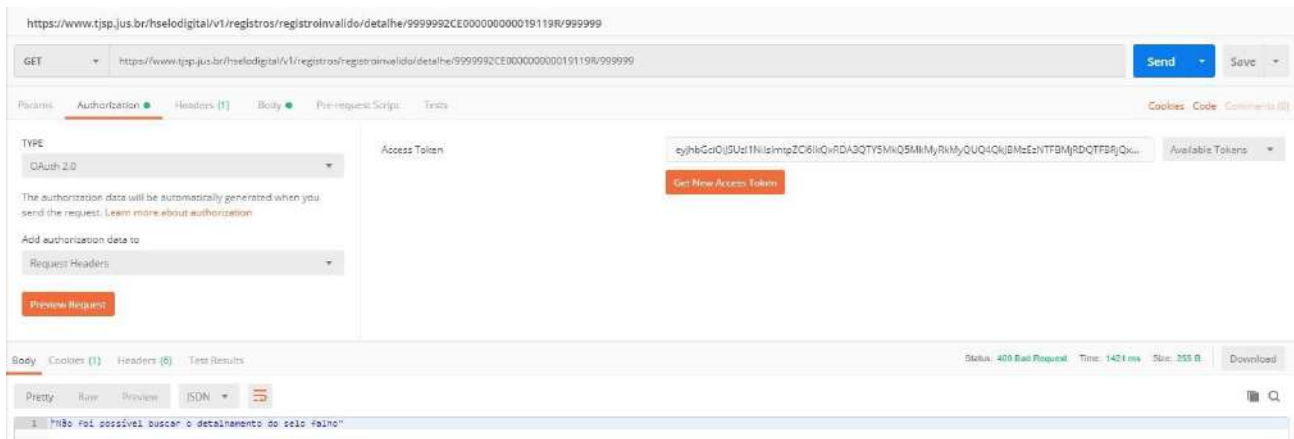 https://www.tjsp.jus.br/hselodigital/v1/registros/registroinvalido/detalhe/9999992CE000000000019119R/999999
GET https://www.tjsp.jus.br/hselodigital/v1/registros/registroinvalido/detalhe/9999992CE000000000019119R/999999 Send Save
Params Authorization Headers (1) Body Pre-request Script Tests Cookies Code Comments (0)
TYPE
OAuth 2.0
The authorization data will be automatically generated when you
send the request. Learn more about authorization
Add authorization data to
Request Headers
Preview Request
Access Token
Available Tokens
Get New Access Token
Body Cookies (1) Headers (6) Test Results Status: 400 Bad Request Time: 1421 ms Size: 255 B Download
Pretty Raw Preview JSON
1 "Não foi possível buscar o detalhamento do selo falho"